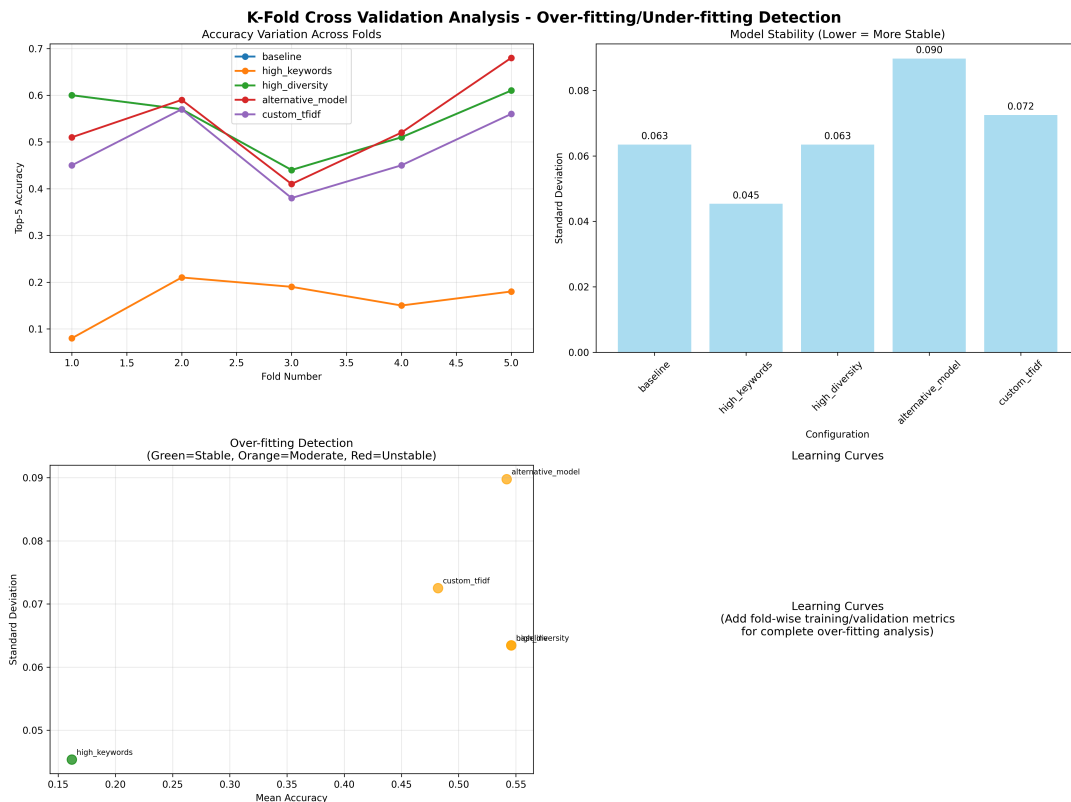 K-Fold Cross Validation Analysis - Over-fitting/Under-fitting Detection
Accuracy Variation Across Folds
Top-5 Accuracy
0.7
0.6
0.5
0.4
0.3
0.2
0.1
baseline
high_keywords
high_diversity
alternative_model
custom_tfidf
1.0 1.5 2.0 2.5 3.0 3.5 4.0 4.5 5.0
Fold Number
Model Stability (Lower = More Stable)
Standard Deviation
0.08
0.06
0.04
0.02
0.00
0.063 0.045 0.063 0.090 0.072
baseline high_keywords high_diversity alternative_model custom_tfidf
Configuration
Over-fitting Detection
(Green=Stable, Orange=Moderate, Red=Unstable)
Standard Deviation
0.09
0.08
0.07
0.06
0.05
alternative_model
custom_tfidf
high_diversity
high_keywords
0.15 0.20 0.25 0.30 0.35 0.40 0.45 0.50 0.55
Mean Accuracy
Learning Curves
Learning Curves
(Add fold-wise training/validation metrics
for complete over-fitting analysis)